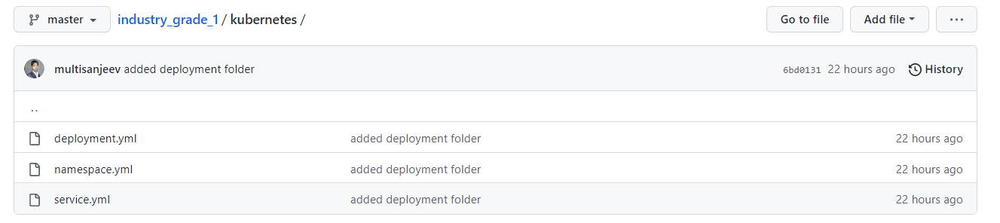 master industry_grade_1 / kubernetes / Go to file Add file ...
multisanjeev added deployment folder 6bd0131 22 hours ago History
..
deployment.yml added deployment folder 22 hours ago
namespace.yml added deployment folder 22 hours ago
service.yml added deployment folder 22 hours ago